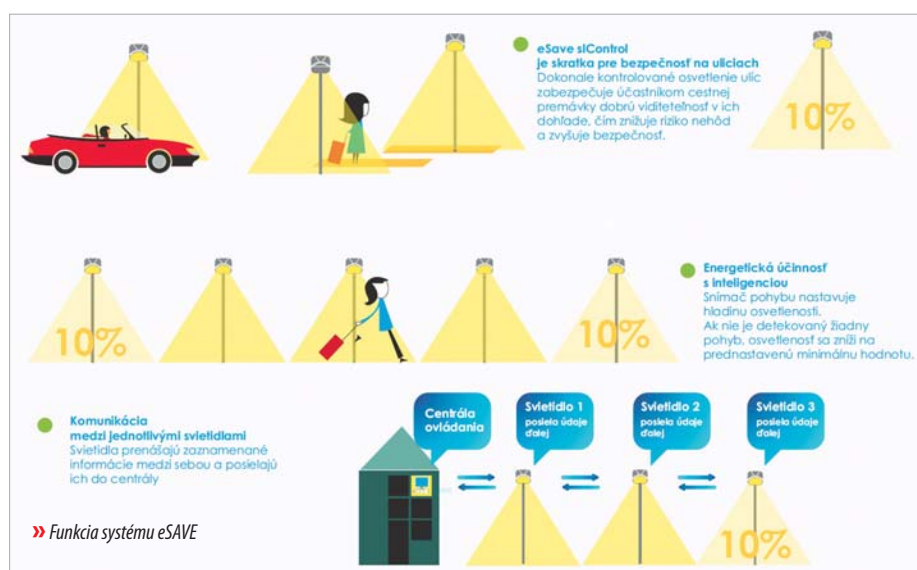 eSave slControl
je skratka pre bezpečnosť na uliciach
Dokonale kontrolované osvetlenie ulíc
zabezpečuje účastníkom cestnej
premávky dobrú viditeteľnosť v ich
dohľade, čím znižuje riziko nehôd
a zvyšuje bezpečnosť.
10%
Energetická účinnosť
s inteligenciou
Snímač pohybu nastavuje
hladinu osvetlenosti.
Ak nie je detekovaný žiadny
pohyb, osvetlenosť sa zníži na
prednastavenú minimálnu hodnotu.
10%
10%
Komunikácia
medzi jednotlivými svietidlami
Svietidla prenášajú zaznamenané
informácie medzi sebou a posielajú
ich do centrály
Centrála
ovládania
Svietidlo 1
posiela údaje
ďalej
Svietidlo 2
posiela údaje
ďalej
Svietidlo 3
posiela údaje
ďalej
10%
» Funkcia systému eSAVE